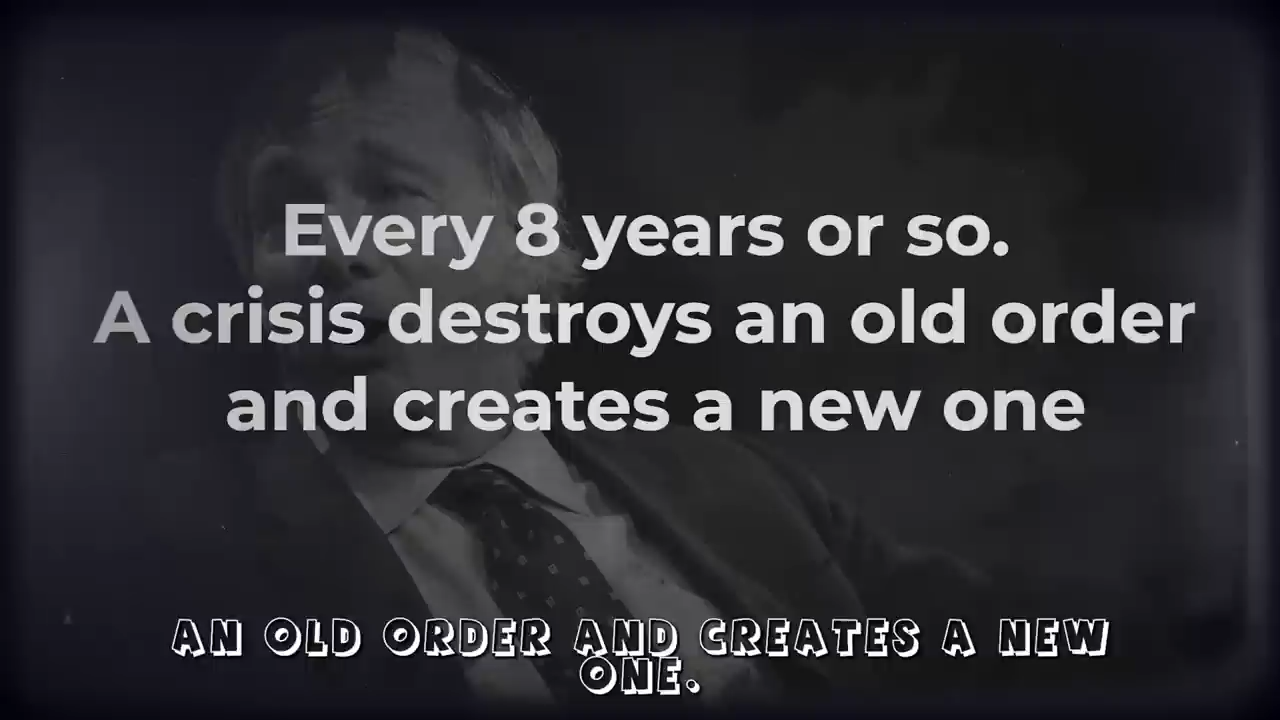 Every 8 years or so.
A crisis destroys an old order
and creates a new one
AN OLD ORDER AND CREATES A NEW
ONE.